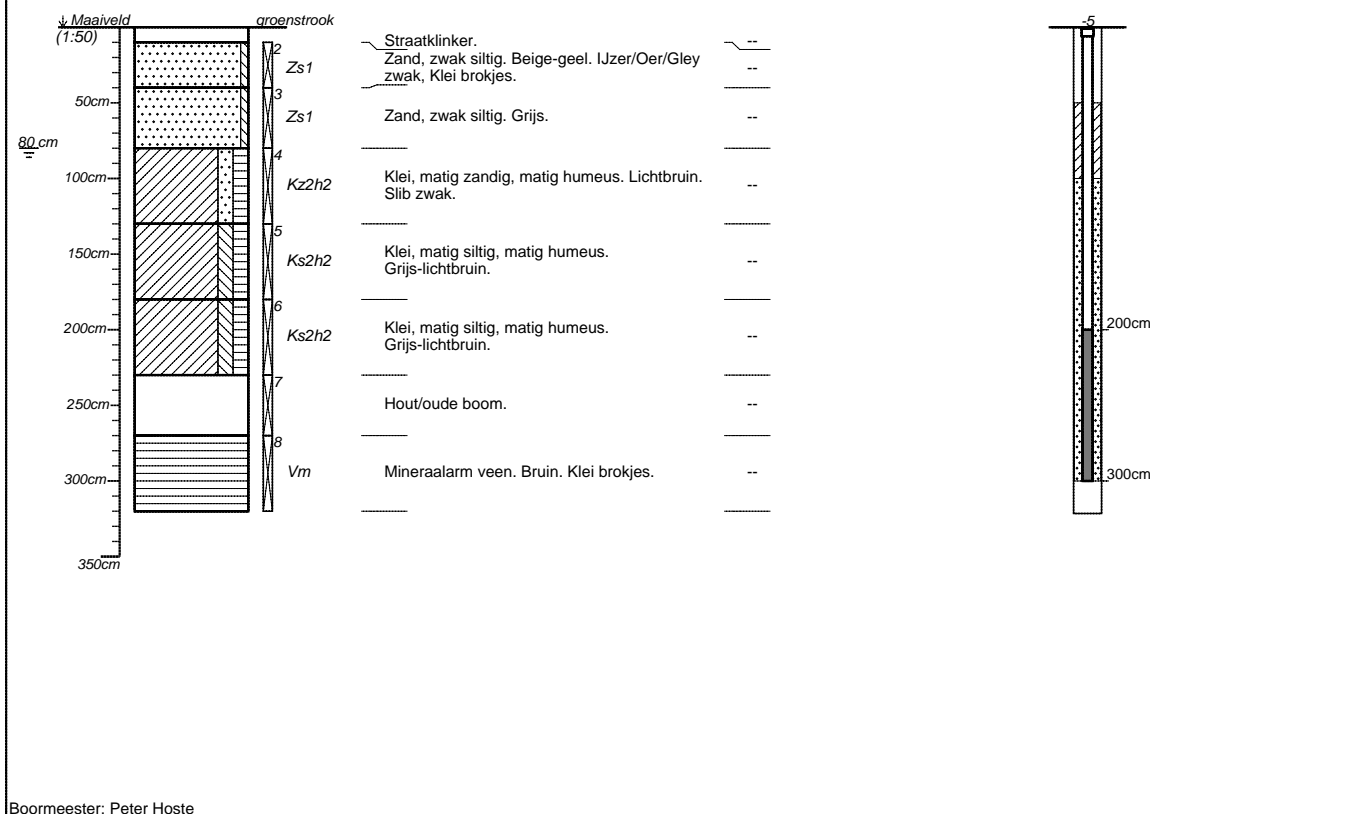 Maaiveld
groenstrook
-5
(1:50)
Straatklinker.
--
2
Zs1
Zand, zwak siltig. Beige-geel. IJzer/Oer/Gley
zwak, Klei brokjes.
--
3
50cm
Zs1
Zand, zwak siltig. Grijs.
--
80 cm
4
100cm
Kz2h2
Klei, matig zandig, matig humeus. Lichtbruin.
Slib zwak.
--
5
150cm
Ks2h2
Klei, matig siltig, matig humeus.
Grijs-lichtbruin.
--
6
200cm
Ks2h2
Klei, matig siltig, matig humeus.
Grijs-lichtbruin.
--
200cm
7
250cm
Hout/oude boom.
--
8
300cm
Vm
Mineraalarm veen. Bruin. Klei brokjes.
--
300cm
350cm
Boormeester: Peter Hoste